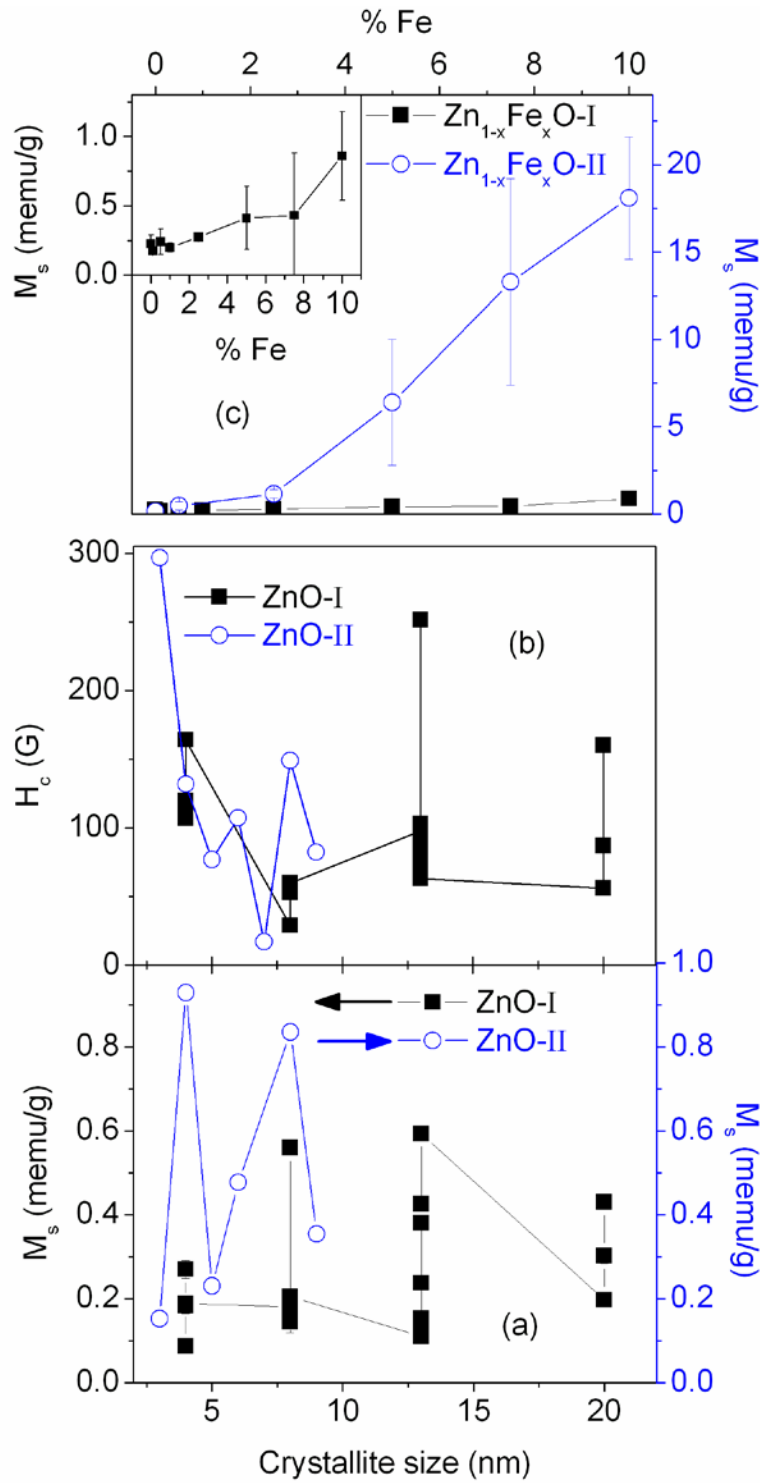 % Fe
0 2 4 6 8 10
Zn1-xFexO-I
Zn1-xFexO-II
Ms (memu/g)
1.0
0.5
0.0
0 2 4 6 8 10
% Fe
(c)
20
15
10
5
0
Ms (memu/g)
300
200
100
0
Hc (G)
ZnO-I
ZnO-II
(b)
ZnO-I
ZnO-II
Ms (memu/g)
0.8
0.6
0.4
0.2
0.0
1.0
0.8
0.6
0.4
0.2
0.0
Ms (memu/g)
(a)
5 10 15 20
Crystallite size (nm)